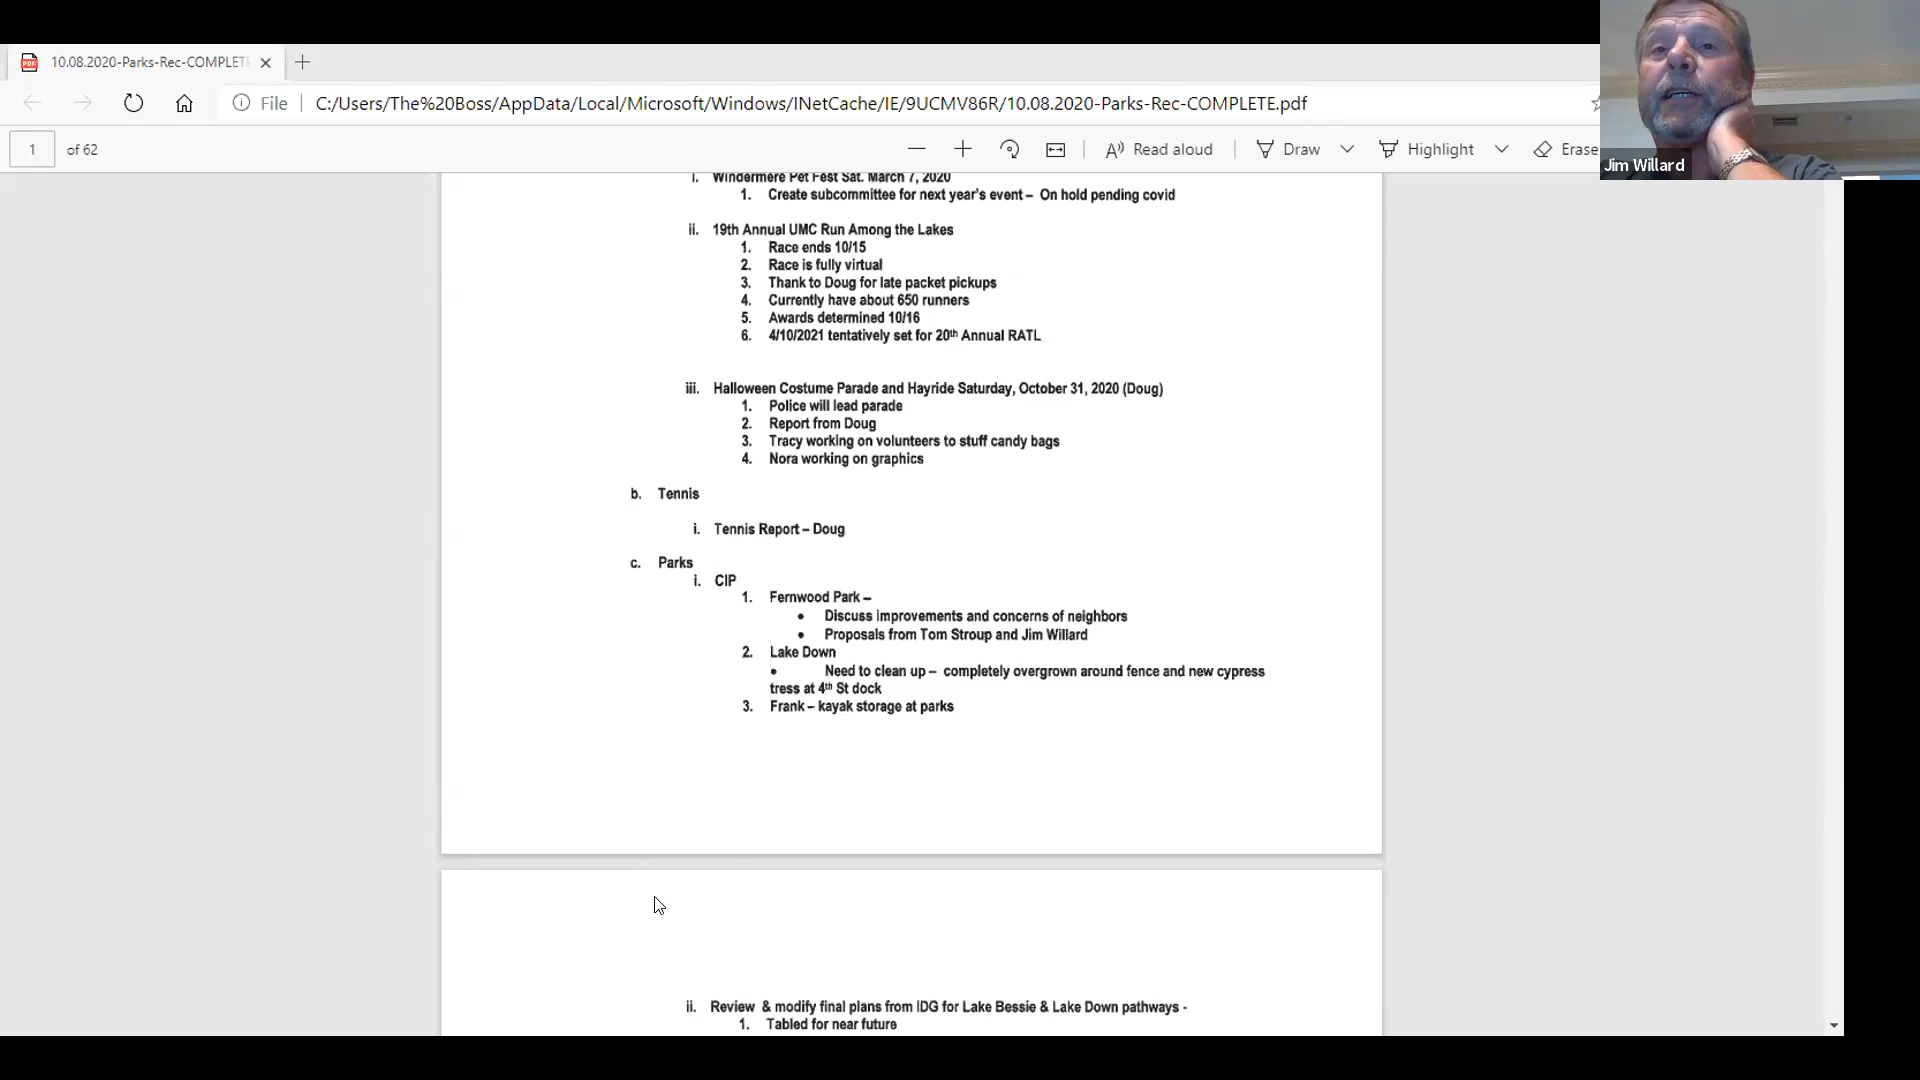 10.08.2020-Parks-Rec-COMPLETE
File
C:/Users/The%20Boss/AppData/Local/Microsoft/Windows/INetCache/IE/9UCMV86R/10.08.2020-Parks-Rec-COMPLETE.pdf
1 of 62
Read aloud
Draw
Highlight
Erase
Jim Willard
i. Windermere Pet Fest Sat. March 7, 2020
1. Create subcommittee for next year's event – On hold pending covid
ii. 19th Annual UMC Run Among the Lakes
1. Race ends 10/15
2. Race is fully virtual
3. Thank to Doug for late packet pickups
4. Currently have about 650 runners
5. Awards determined 10/16
6. 4/10/2021 tentatively set for 20th Annual RATL
iii. Halloween Costume Parade and Hayride Saturday, October 31, 2020 (Doug)
1. Police will lead parade
2. Report from Doug
3. Tracy working on volunteers to stuff candy bags
4. Nora working on graphics
b. Tennis
i. Tennis Report – Doug
c. Parks
i. CIP
1. Fernwood Park –
• Discuss improvements and concerns of neighbors
• Proposals from Tom Stroup and Jim Willard
2. Lake Down
• Need to clean up – completely overgrown around fence and new cypress
tress at 4th St dock
3. Frank – kayak storage at parks
ii. Review & modify final plans from IDG for Lake Bessie & Lake Down pathways -
1. Tabled for near future